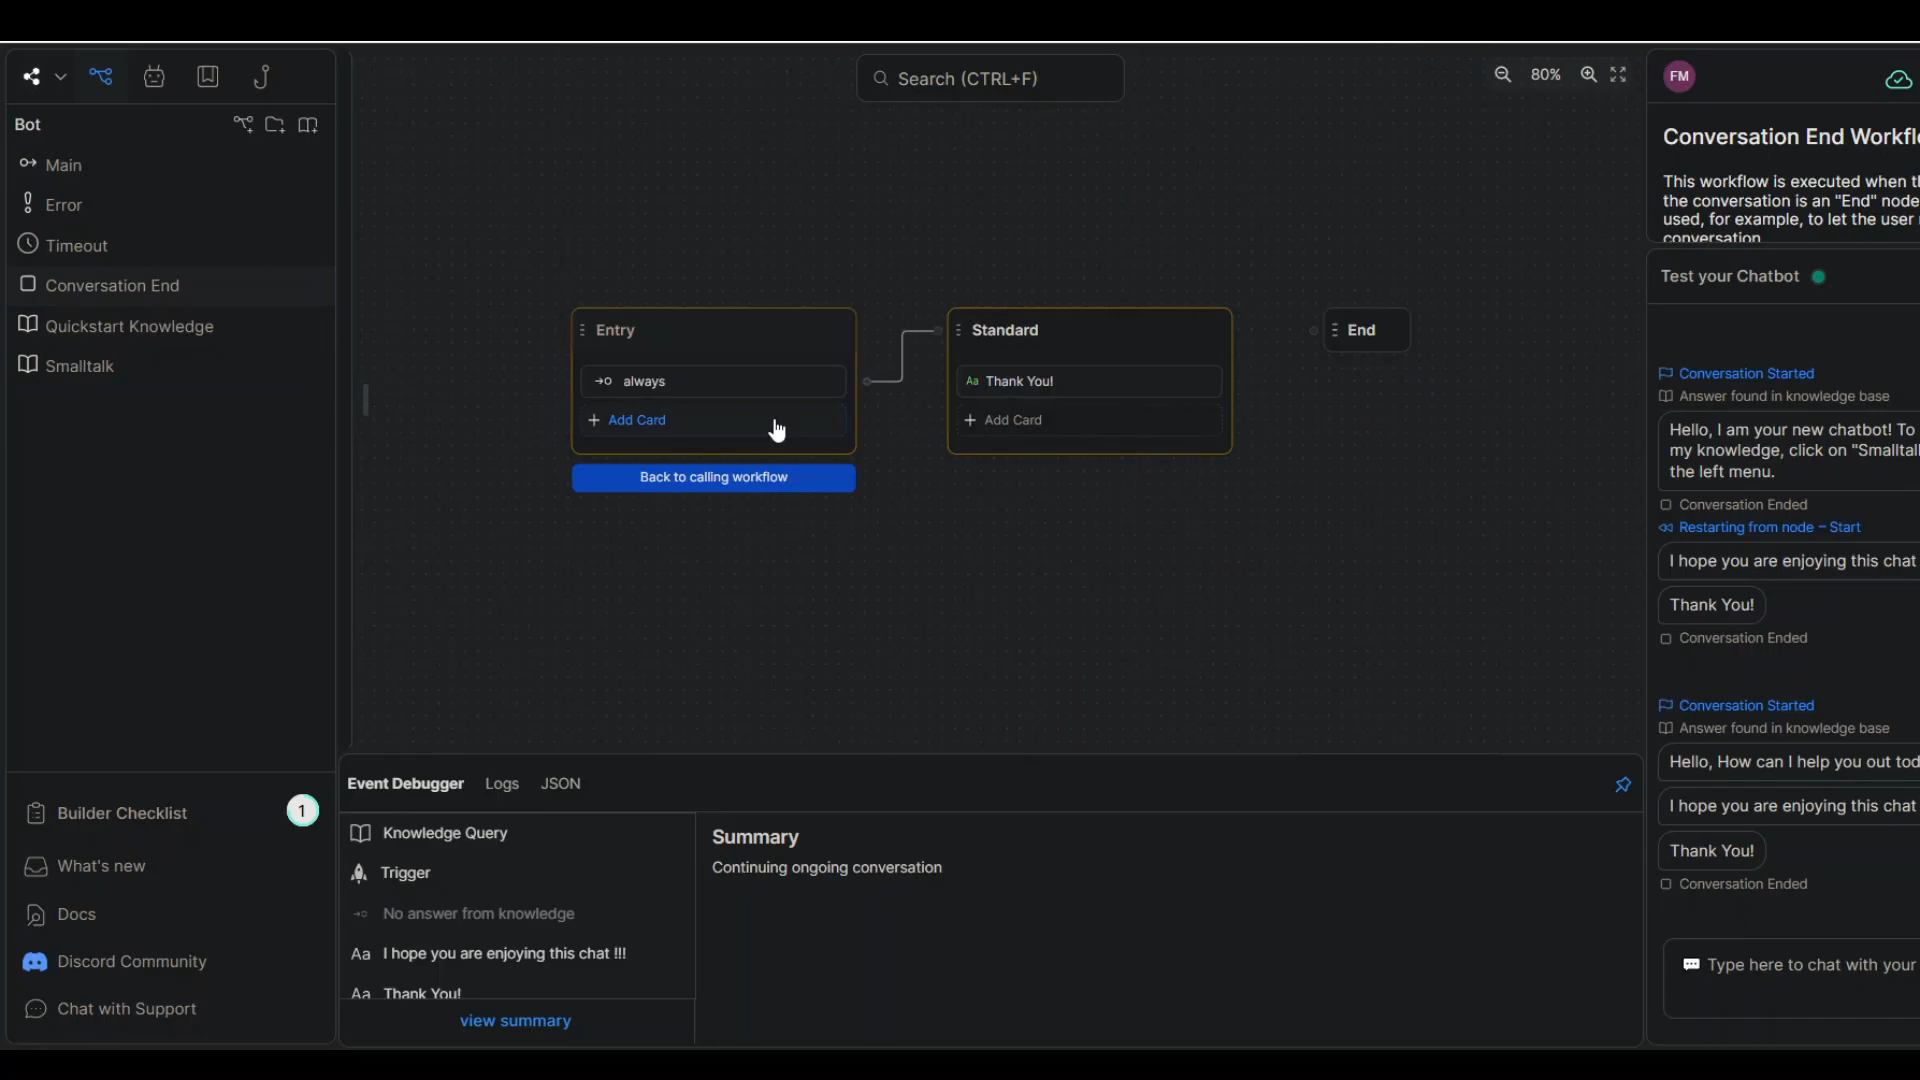 Search (CTRL+F)
80%
FM
Bot
Main
Error
Timeout
Conversation End
Quickstart Knowledge
Smalltalk
Builder Checklist
1
What's new
Docs
Discord Community
Chat with Support
Entry
always
Add Card
Back to calling workflow
Standard
Aa Thank You!
Add Card
End
Event Debugger Logs JSON
Knowledge Query
Trigger
No answer from knowledge
Aa I hope you are enjoying this chat !!!
Aa Thank You!
view summary
Summary
Continuing ongoing conversation
Conversation End Workfl
This workflow is executed when t
the conversation is an "End" node
used, for example, to let the user
conversation
Test your Chatbot
Conversation Started
Answer found in knowledge base
Hello, I am your new chatbot! To
my knowledge, click on "Smalltal
the left menu.
Conversation Ended
Restarting from node – Start
I hope you are enjoying this chat
Thank You!
Conversation Ended
Conversation Started
Answer found in knowledge base
Hello, How can I help you out tod
I hope you are enjoying this chat
Thank You!
Conversation Ended
Type here to chat with your